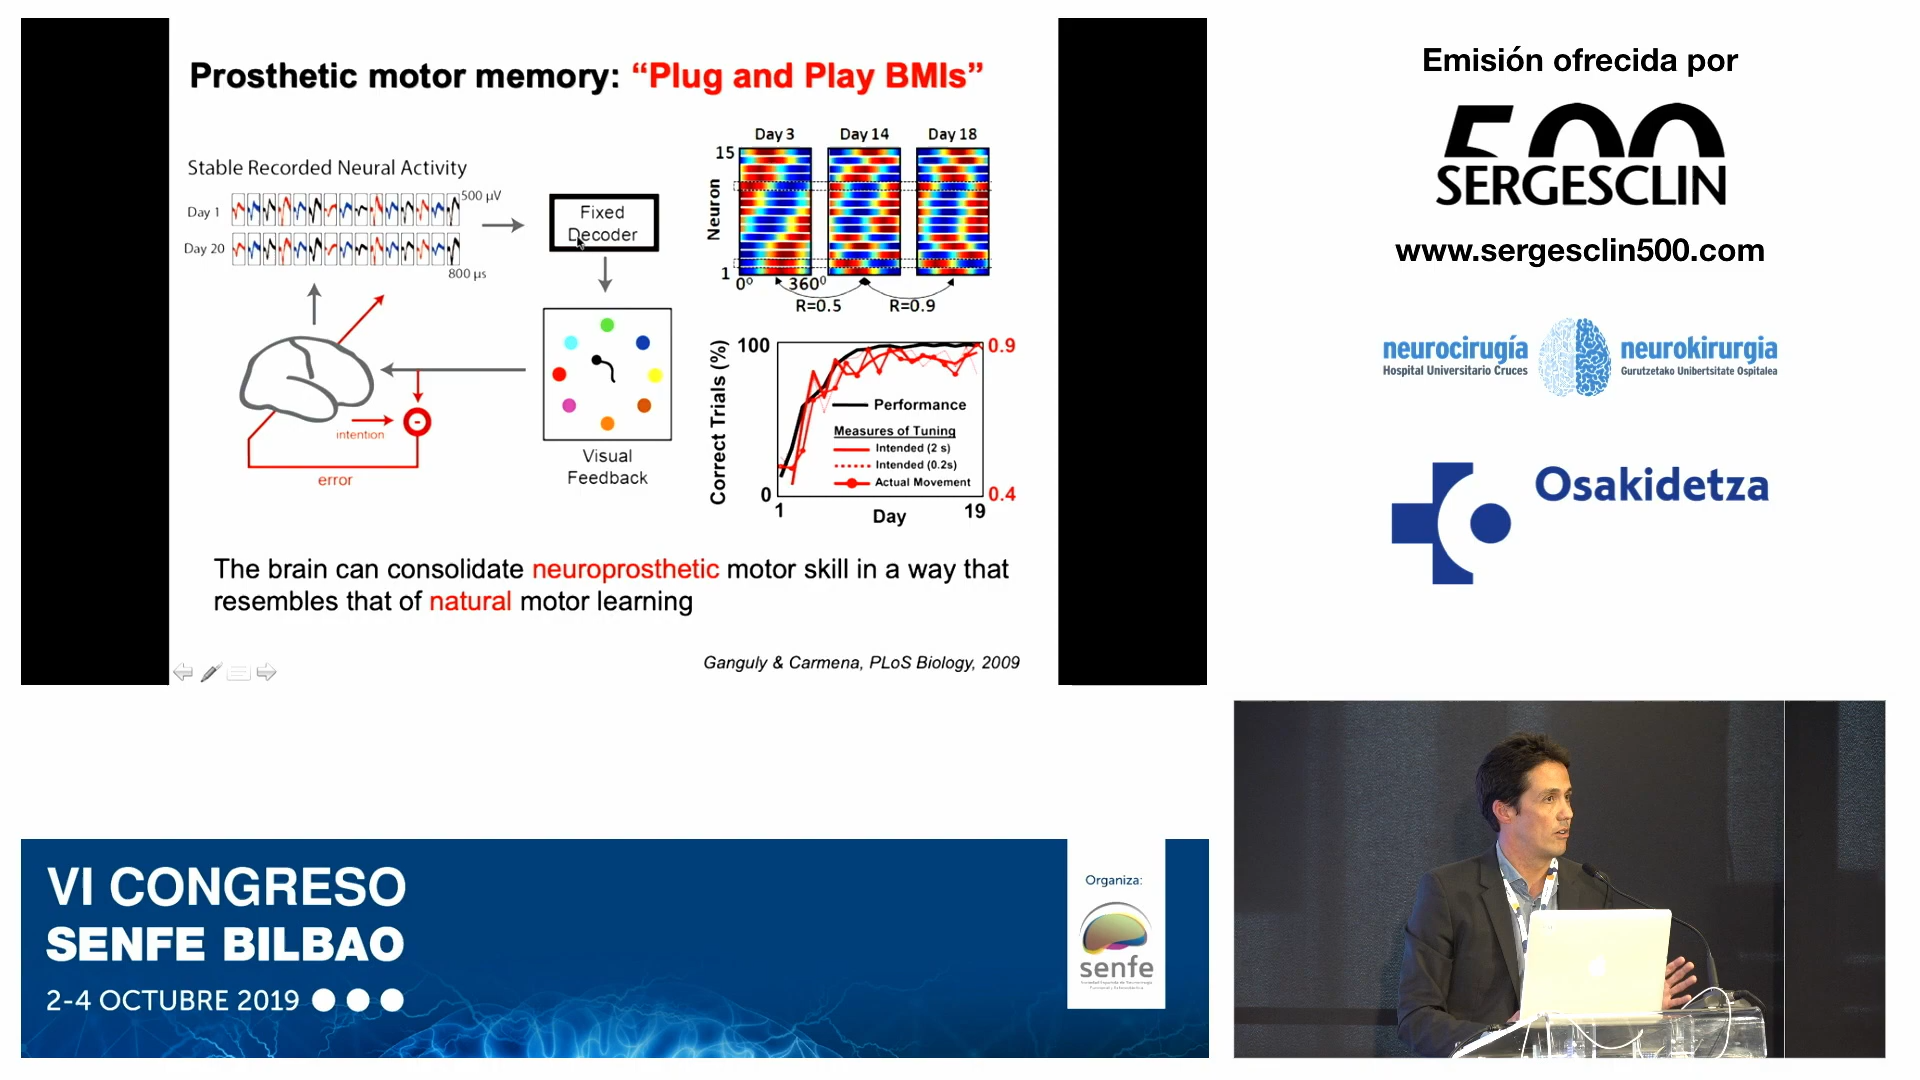 Prosthetic motor memory: “Plug and Play BMIs”
Stable Recorded Neural Activity
Day 1
500 µV
Day 20
800 µs
Fixed
Decoder
intention
error
Visual
Feedback
Day 3
Day 14
Day 18
15
Neuron
1
0º
360º
R=0.5
R=0.9
Correct Trials (%)
100
0
0.9
0.4
Performance
Measures of Tuning
Intended (2 s)
Intended (0.2s)
Actual Movement
1
19
Day
The brain can consolidate neuroprosthetic motor skill in a way that
resembles that of natural motor learning
Ganguly & Carmena, PLoS Biology, 2009
Emisión ofrecida por
500
SERGESCLIN
www.sergesclin500.com
neurocirugía
Hospital Universitario Cruces
neurokirurgia
Gurutzetako Unibertsitate Ospitalea
Osakidetza
VI CONGRESO
SENFE BILBAO
2-4 OCTUBRE 2019
Organiza:
senfe